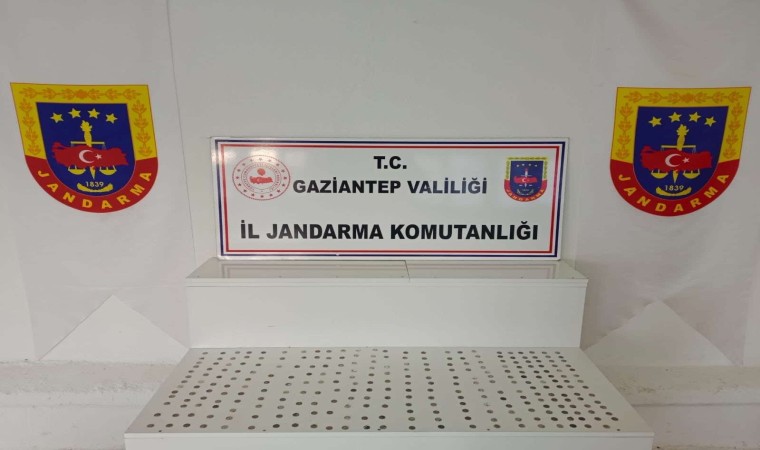 T.C.
GAZİANTEP VALİLİĞİ
İL JANDARMA KOMUTANLIĞI
1839
JANDARMA
1839
JANDARMA